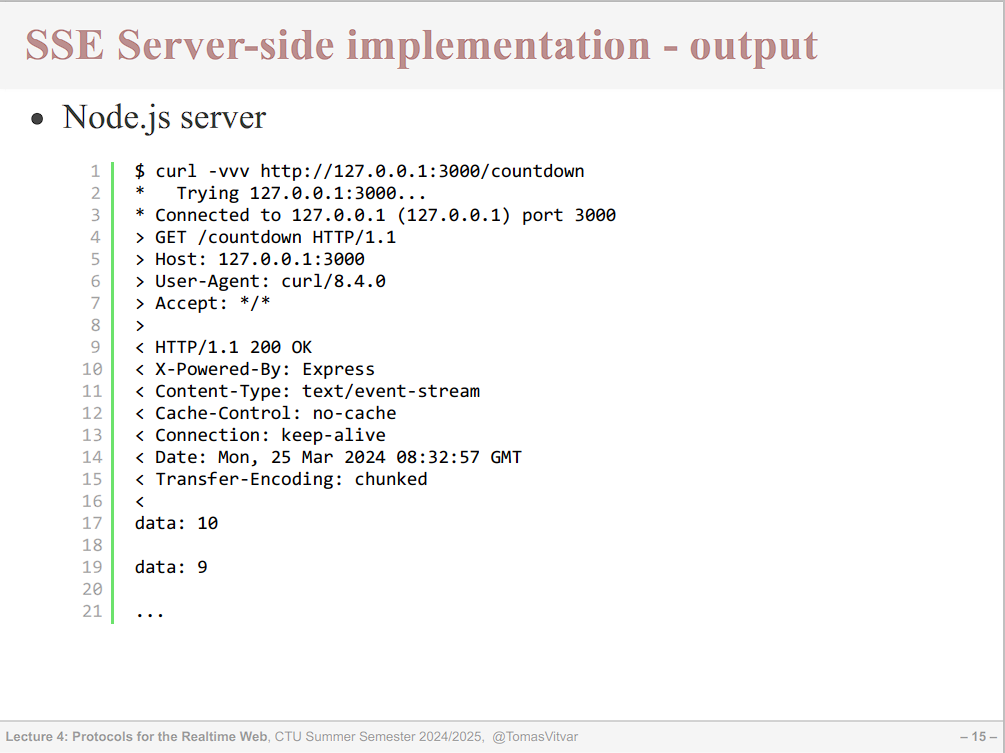 SSE Server-side implementation - output
• Node.js server
1 $ curl -vvv http://127.0.0.1:3000/countdown
2 *   Trying 127.0.0.1:3000...
3 * Connected to 127.0.0.1 (127.0.0.1) port 3000
4 > GET /countdown HTTP/1.1
5 > Host: 127.0.0.1:3000
6 > User-Agent: curl/8.4.0
7 > Accept: */*
8 >
9 < HTTP/1.1 200 OK
10 < X-Powered-By: Express
11 < Content-Type: text/event-stream
12 < Cache-Control: no-cache
13 < Connection: keep-alive
14 < Date: Mon, 25 Mar 2024 08:32:57 GMT
15 < Transfer-Encoding: chunked
16 <
17 data: 10
18
19 data: 9
20
21 ...
Lecture 4: Protocols for the Realtime Web, CTU Summer Semester 2024/2025, @TomasVitvar – 15 –